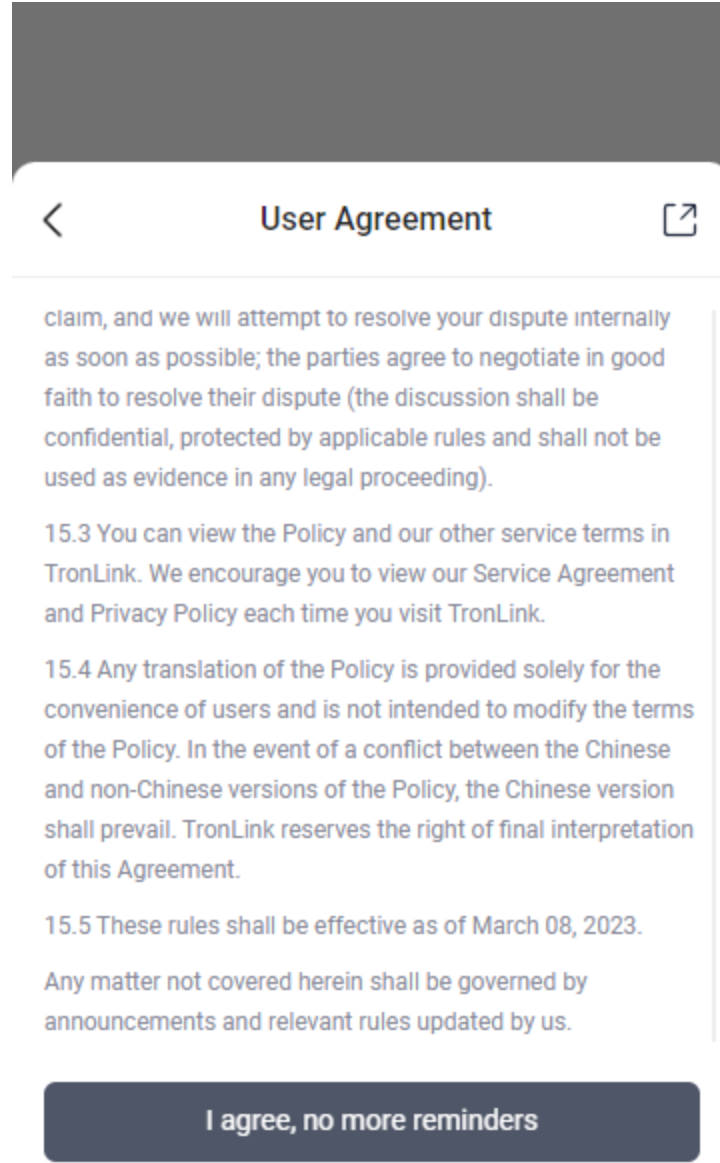 User Agreement
claim, and we will attempt to resolve your dispute internally
as soon as possible; the parties agree to negotiate in good
faith to resolve their dispute (the discussion shall be
confidential, protected by applicable rules and shall not be
used as evidence in any legal proceeding).
15.3 You can view the Policy and our other service terms in
TronLink. We encourage you to view our Service Agreement
and Privacy Policy each time you visit TronLink.
15.4 Any translation of the Policy is provided solely for the
convenience of users and is not intended to modify the terms
of the Policy. In the event of a conflict between the Chinese
and non-Chinese versions of the Policy, the Chinese version
shall prevail. TronLink reserves the right of final interpretation
of this Agreement.
15.5 These rules shall be effective as of March 08, 2023.
Any matter not covered herein shall be governed by
announcements and relevant rules updated by us.
I agree, no more reminders